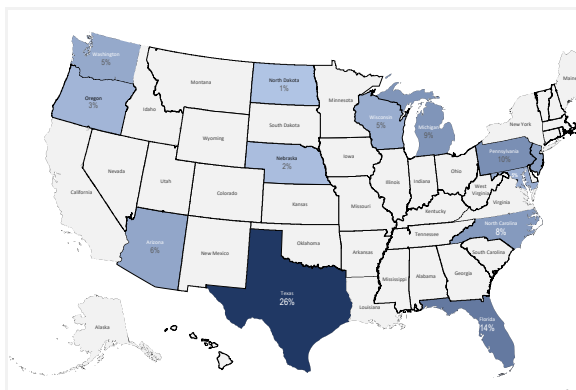 Washington
5%
Oregon
3%
Montana
Idaho
Wyoming
North Dakota
1%
South Dakota
Nebraska
2%
Minnesota
Wisconsin
5%
Michigan
9%
Iowa
Illinois
Indiana
Ohio
Pennsylvania
10%
New York
Maine
West
Virginia
Virginia
Kentucky
North Carolina
8%
Tennessee
South Carolina
Georgia
Alabama
Mississippi
Florida
14%
Louisiana
Arkansas
Missouri
Kansas
Oklahoma
Texas
26%
New Mexico
Colorado
Utah
Nevada
California
Arizona
6%
Alaska